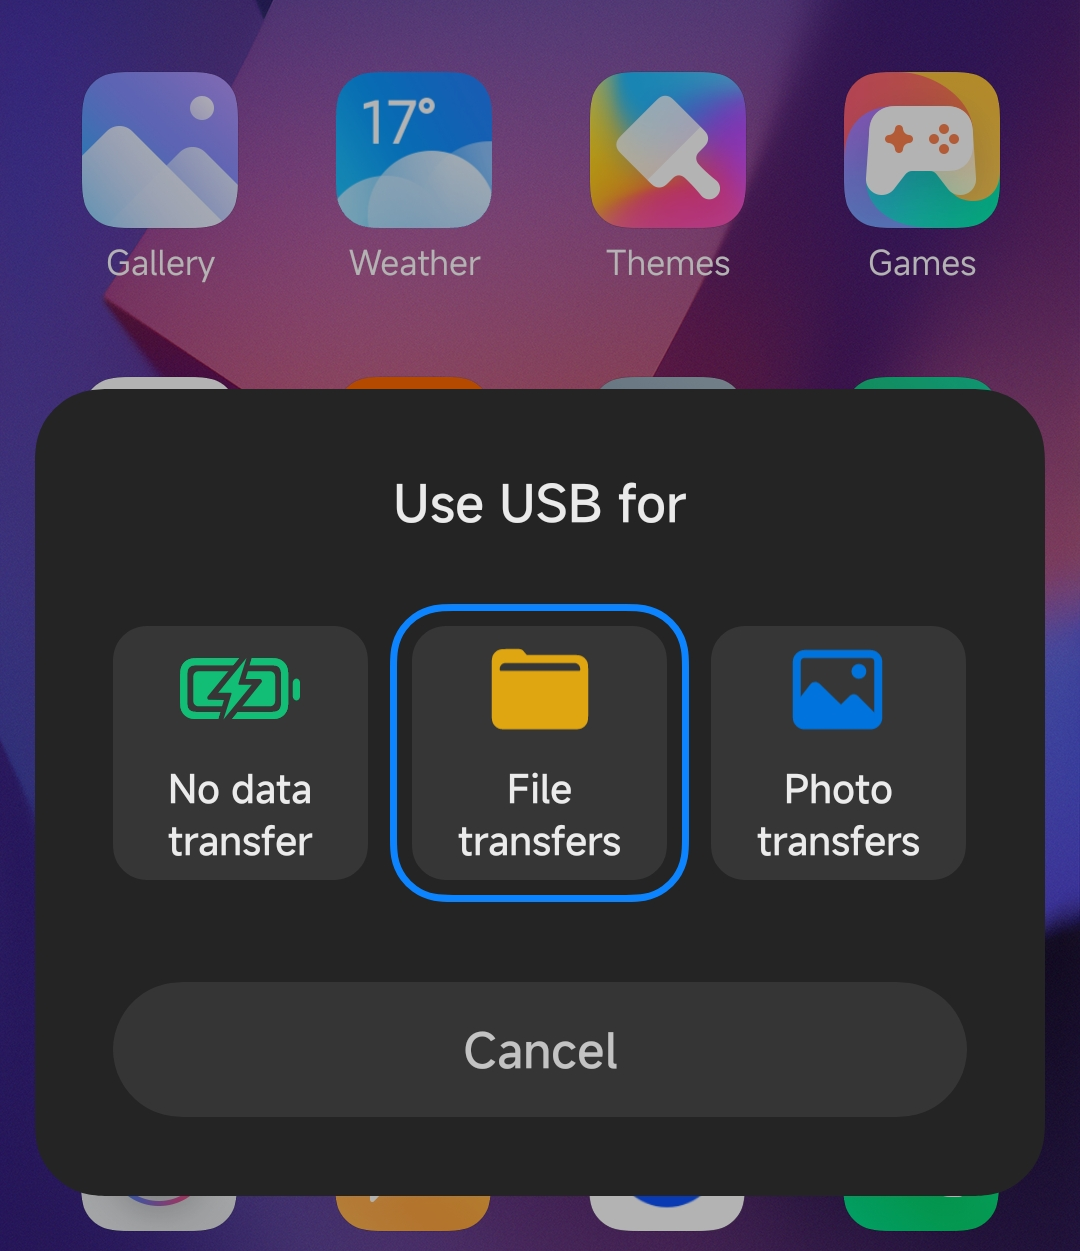 17°
Gallery
Weather
Themes
Games
Use USB for
No data
transfer
File
transfers
Photo
transfers
Cancel